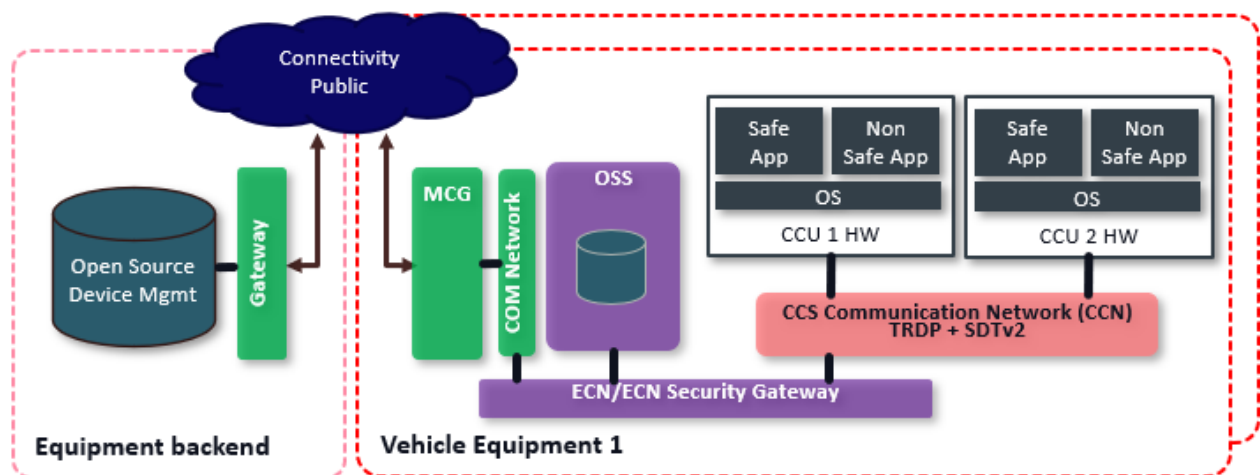 Connectivity
Public
Open Source
Device Mgmt
Gateway
Equipment backend
MCG
COM Network
OSS
Safe
App
Non
Safe App
OS
CCU 1 HW
Safe
App
Non
Safe App
OS
CCU 2 HW
CCS Communication Network (CCN)
TRDP + SDTv2
ECN/ECN Security Gateway
Vehicle Equipment 1